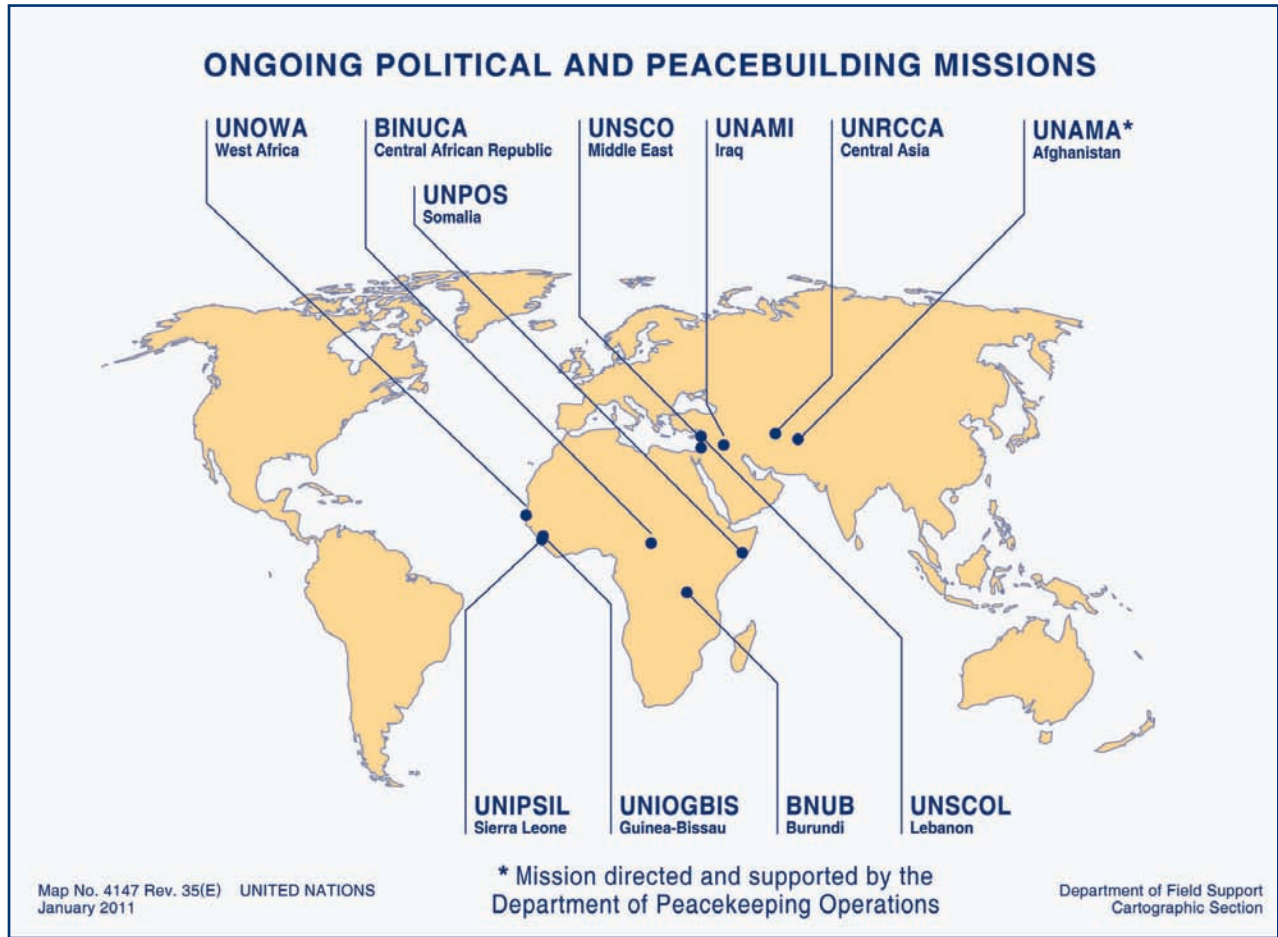 ONGOING POLITICAL AND PEACEBUILDING MISSIONS
UNOWA
West Africa
BINUCA
Central African Republic
UNPOS
Somalia
UNSCO
Middle East
UNAMI
Iraq
UNRCCA
Central Asia
UNAMA*
Afghanistan
UNIPSIL
Sierra Leone
UNIOGBIS
Guinea-Bissau
BNUB
Burundi
UNSCOL
Lebanon
Map No. 4147 Rev. 35(E) UNITED NATIONS
January 2011
* Mission directed and supported by the
Department of Peacekeeping Operations
Department of Field Support
Cartographic Section